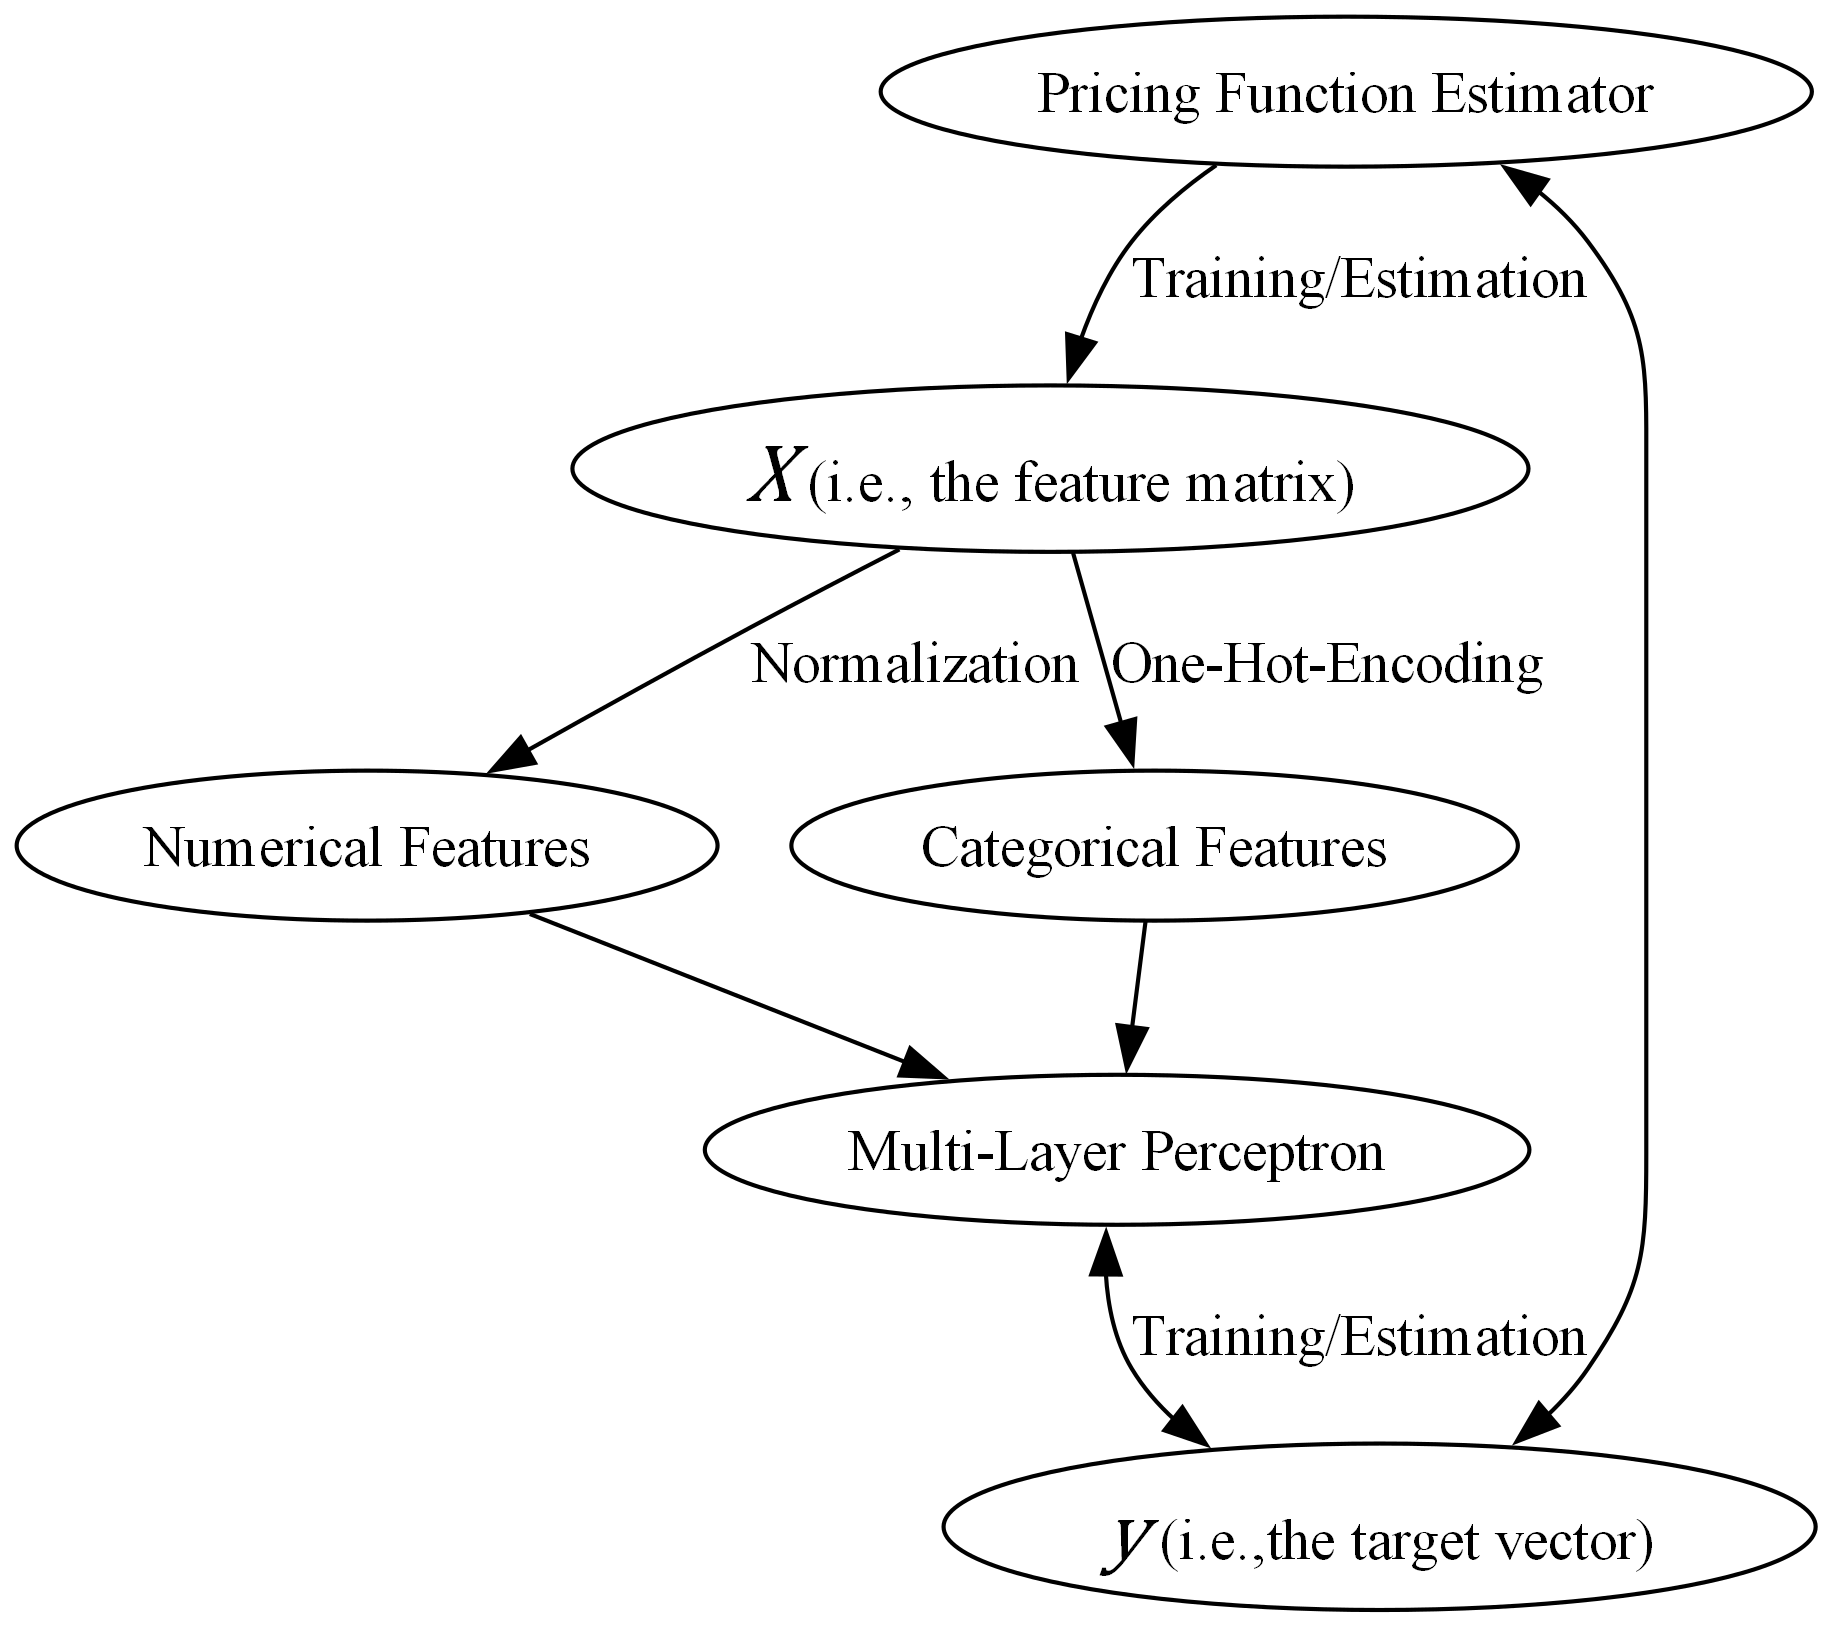 Pricing Function Estimator
Training/Estimation
X (i.e., the feature matrix)
Normalization
One-Hot-Encoding
Numerical Features
Categorical Features
Multi-Layer Perceptron
Training/Estimation
y (i.e.,the target vector)